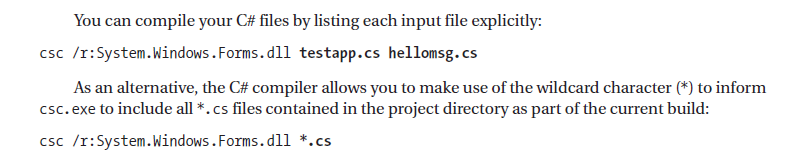 You can compile your C# files by listing each input file explicitly:
csc /r:System.Windows.Forms.dll testapp.cs hellomsg.cs
As an alternative, the C# compiler allows you to make use of the wildcard character (*) to inform
csc.exe to include all *.cs files contained in the project directory as part of the current build:
csc /r:System.Windows.Forms.dll *.cs